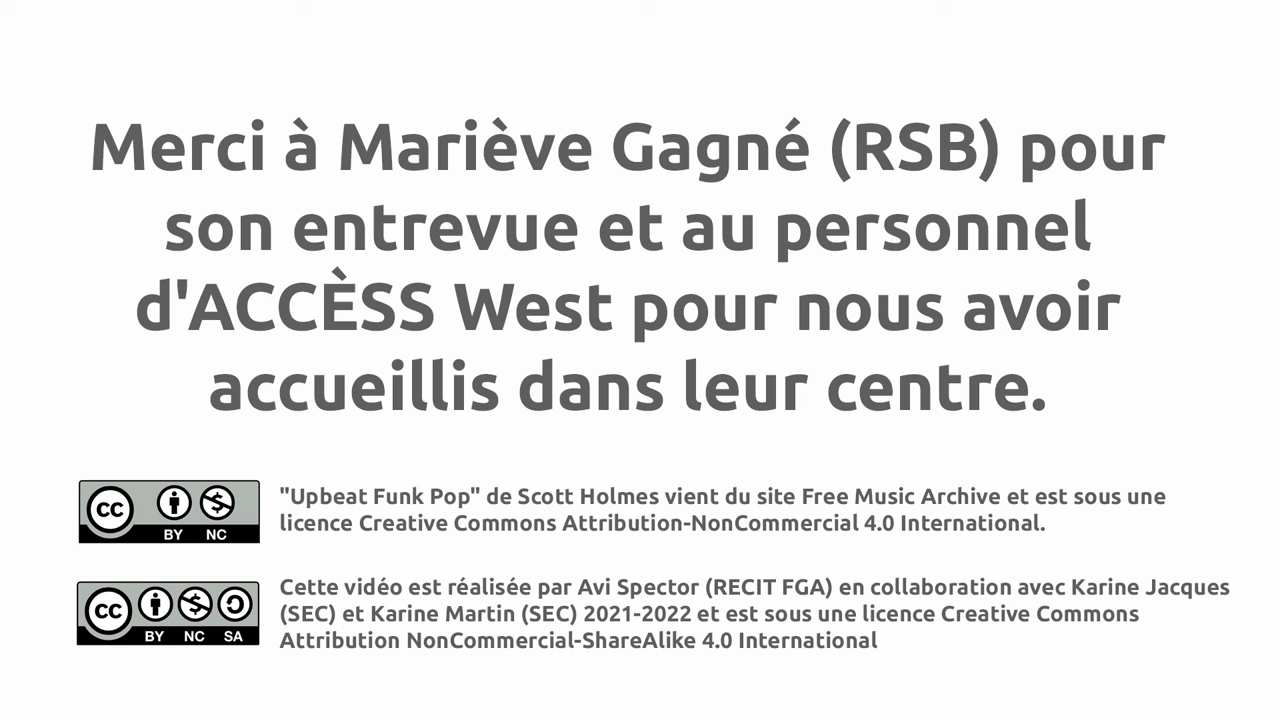 Merci à Mariève Gagné (RSB) pour
son entrevue et au personnel
d'ACCÈSS West pour nous avoir
accueillis dans leur centre.
CC BY NC
"Upbeat Funk Pop" de Scott Holmes vient du site Free Music Archive et est sous une
licence Creative Commons Attribution-NonCommercial 4.0 International.
CC BY NC SA
Cette vidéo est réalisée par Avi Spector (RECIT FGA) en collaboration avec Karine Jacques
(SEC) et Karine Martin (SEC) 2021-2022 et est sous une licence Creative Commons
Attribution NonCommercial-ShareAlike 4.0 International